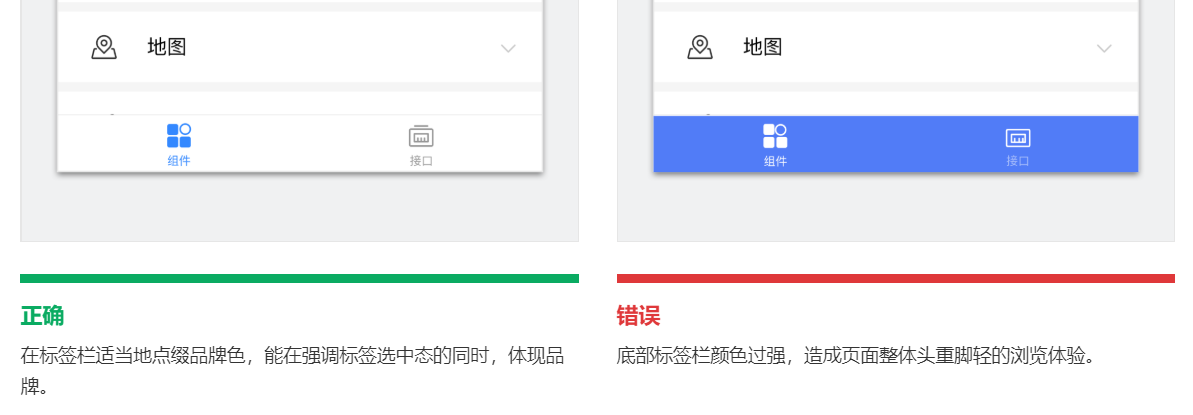 地图
组件
接口
正确
在标签栏适当地点缀品牌色，能在强调标签选中态的同时，体现品
牌。
地图
组件
接口
错误
底部标签栏颜色过强，造成页面整体头重脚轻的浏览体验。